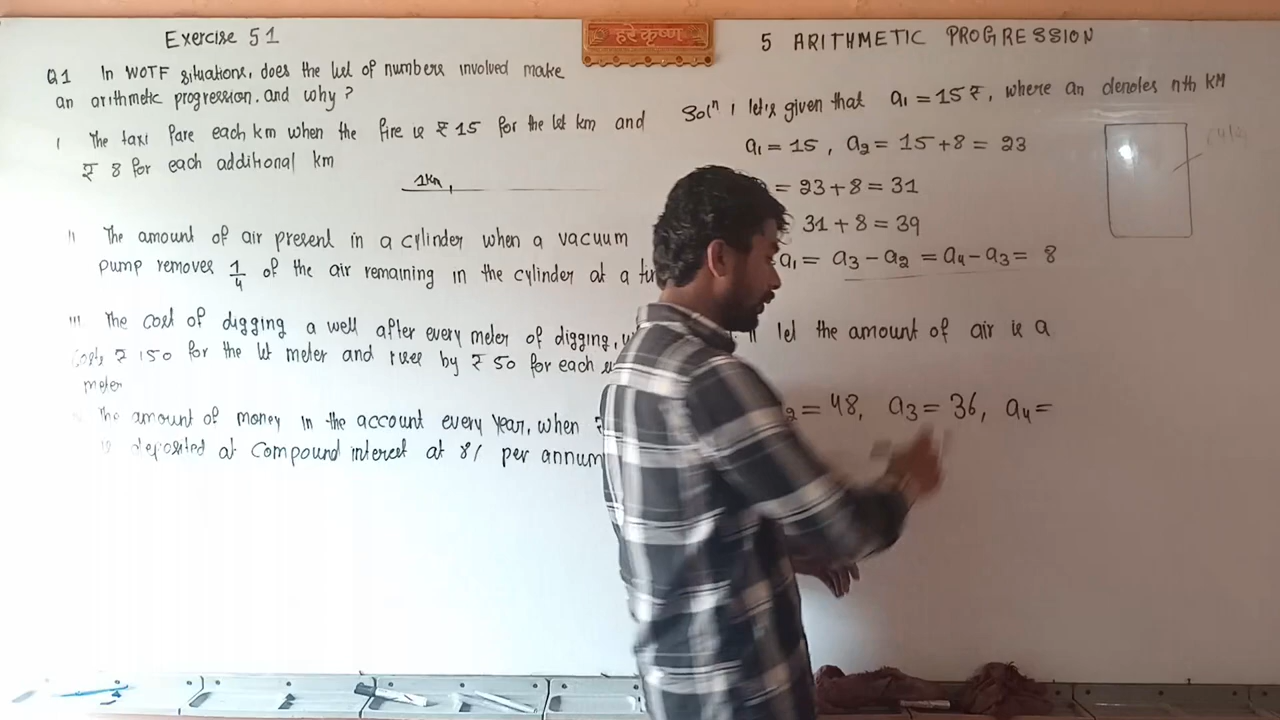 Exercise 51
हरे कृष्ण
5 ARITHMETIC PROGRESSION
Q1 In WOTF situations, does the list of numbers involved make
an arithmetic progression. and why?
I The taxi fare each km when the fire is ₹ 15 for the 1st km and
₹ 8 for each additional km
1Km
II The amount of air present in a cylinder when a vacuum
pump removes 1/4 of the air remaining in the cylinder at a
III The cost of digging a well after every meter of digging,
costs ₹ 150 for the 1st meter and rises by ₹ 50 for each
meter
The amount of money in the account every year, when
is deposited at Compound interest at 8% per annum
Solⁿ I let's given that a₁ = 15₹, where an denoles nth KM
a₁ = 15, a₂ = 15+8 = 23
= 23+8 = 31
31 + 8 = 39
a₁ = a₃ - a₂ = a₄ - a₃ = 8
II let the amount of air is a
₂ = 48, a₃ = 36, a₄ =